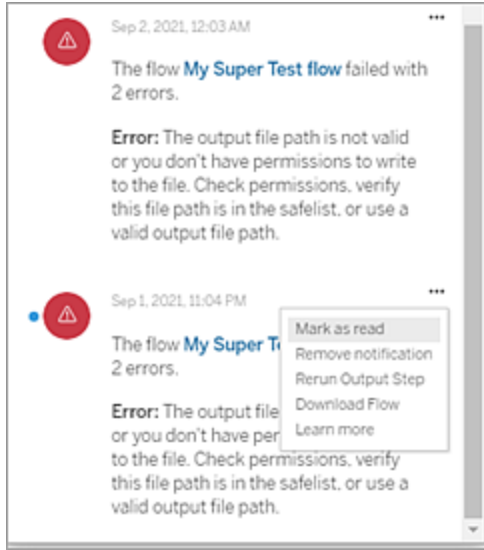 Sep 2, 2021, 12:03 AM
The flow My Super Test flow failed with
2 errors.
Error: The output file path is not valid
or you don't have permissions to write
to the file. Check permissions, verify
this file path is in the safelist, or use a
valid output file path.
Sep 1, 2021, 11:04 PM
The flow My Super Te
2 errors.
Error: The output file
or you don't have per
to the file. Check permissions, verify
this file path is in the safelist, or use a
valid output file path.
Mark as read
Remove notification
Rerun Output Step
Download Flow
Learn more